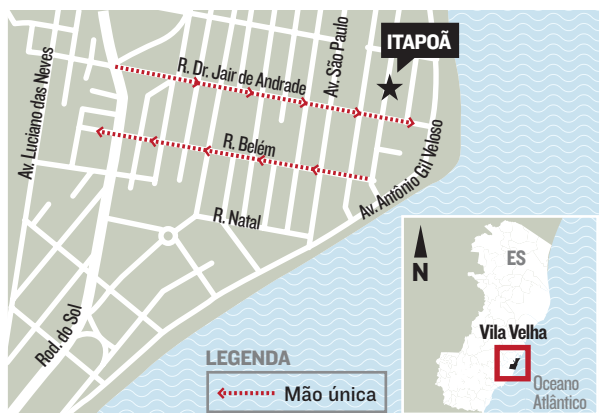 Av. Luciano das Neves
R. Dr. Jair de Andrade
Av. São Paulo
ITAPOÃ
R. Belém
Av. Antônio Gil Veloso
R. Natal
Rod. do Sol
LEGENDA
Mão única
N
ES
Vila Velha
Oceano
Atlântico